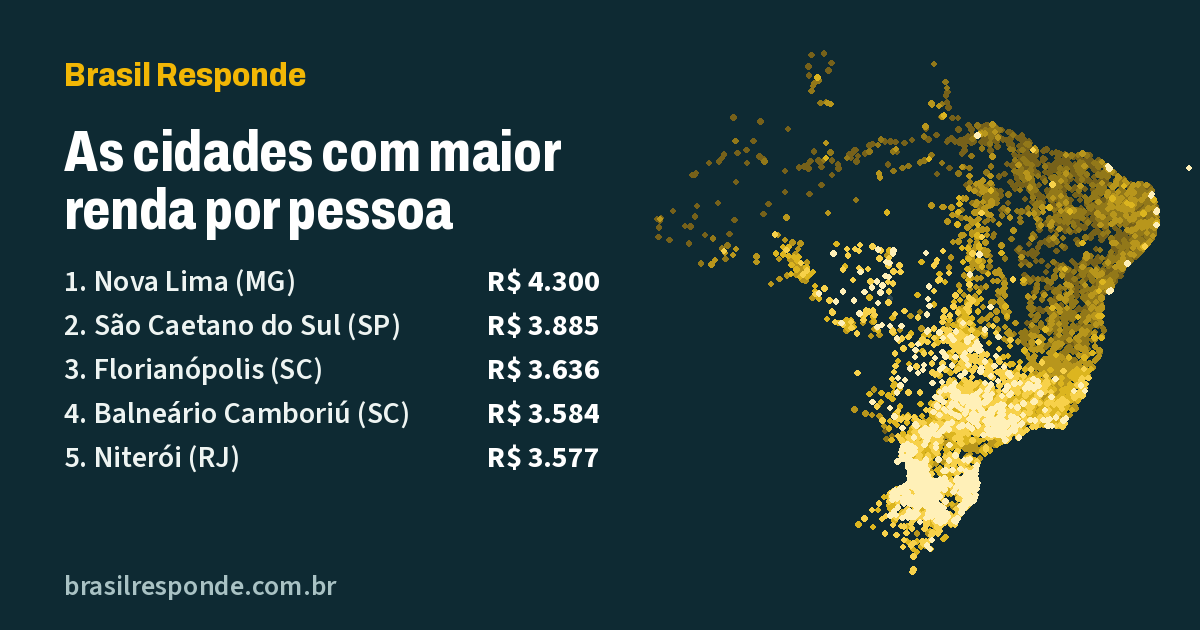 Brasil Responde
As cidades com maior
renda por pessoa
1. Nova Lima (MG) R$ 4.300
2. São Caetano do Sul (SP) R$ 3.885
3. Florianópolis (SC) R$ 3.636
4. Balneário Camboriú (SC) R$ 3.584
5. Niterói (RJ) R$ 3.577
brasilresponde.com.br